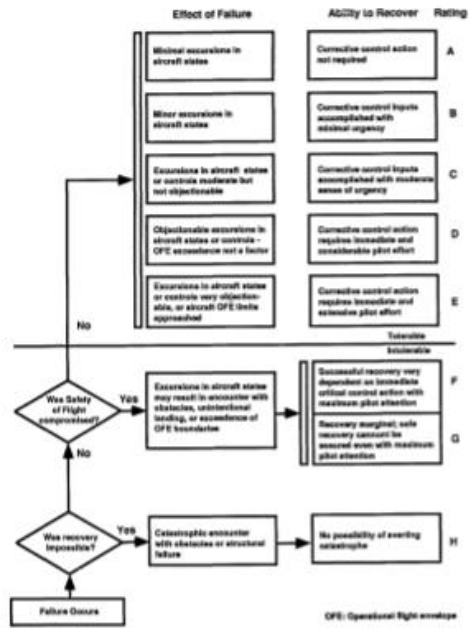 Effect of Failure
Ability to Recover
Rating
Minimal excursions in
aircraft states
Corrective control action
not required
A
Minor excursions in
aircraft states
Corrective control inputs
accomplished with
minimal urgency
B
Excursions in aircraft states
or controls moderate but
not objectionable
Corrective control inputs
accomplished with moderate
sense of urgency
C
Objectionable excursions in
aircraft states or controls -
OFE exceedance not a factor
Corrective control action
requires immediate and
considerable pilot effort
D
Excursions in aircraft states
or controls very objection-
able, or aircraft OFE limits
approached
Corrective control action
requires immediate and
extensive pilot effort
E
No
Tolerable
Intolerable
Was Safety
of Flight
compromised?
Yes
Excursions in aircraft states
may result in encounter with
obstacles, unintentional
landing, or exceedance of
OFE boundaries
Successful recovery very
dependent on immediate
critical control action with
maximum pilot attention
F
Recovery marginal; safe
recovery cannont be
assured even with maximum
pilot attention
G
No
Was recovery
impossible?
Yes
Catastrophic encounter
with obstacles or structural
failure
No possibility of averting
catastrophe
H
Failure Occurs
OFE: Operational flight envelope